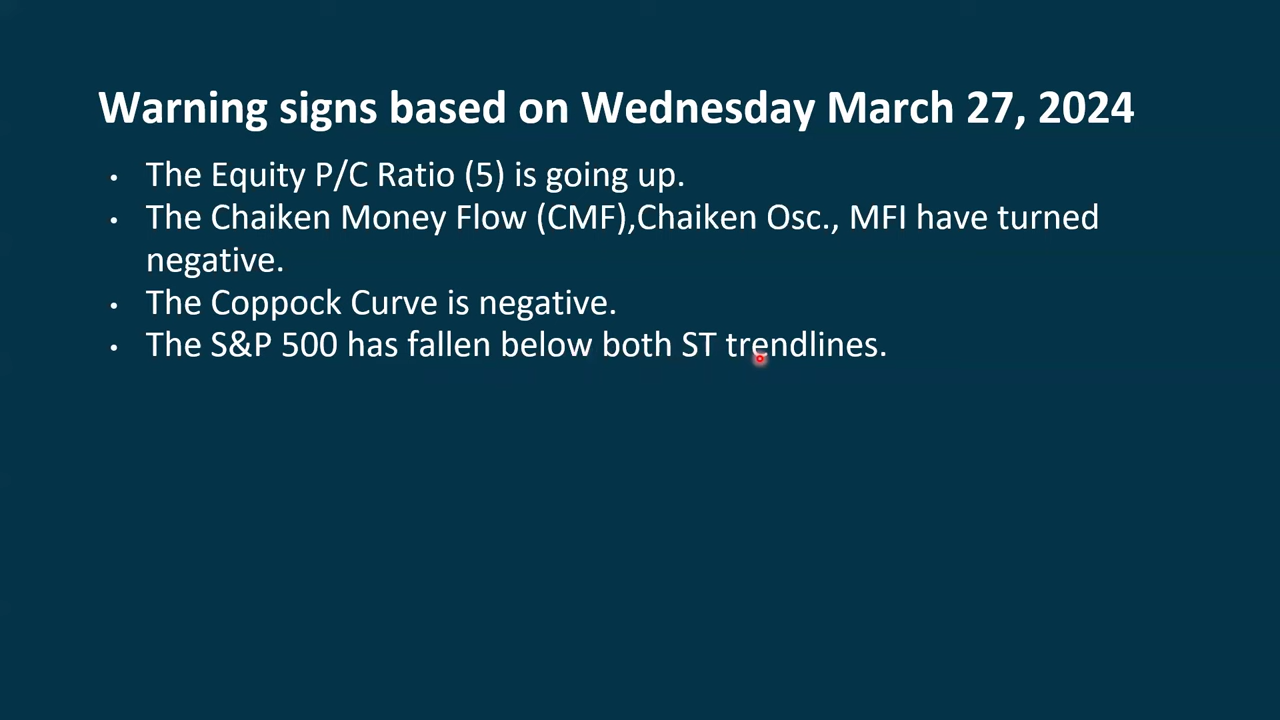 Warning signs based on Wednesday March 27, 2024
• The Equity P/C Ratio (5) is going up.
• The Chaiken Money Flow (CMF),Chaiken Osc., MFI have turned
negative.
• The Coppock Curve is negative.
• The S&P 500 has fallen below both ST trendlines.